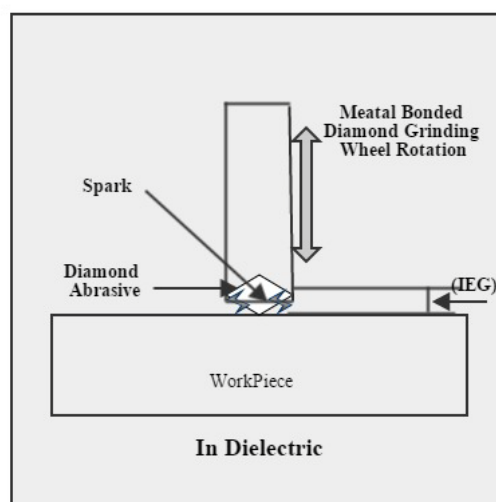 Meatal Bonded
Diamond Grinding
Wheel Rotation
Spark
Diamond
Abrasive
(IEG)
WorkPiece
In Dielectric